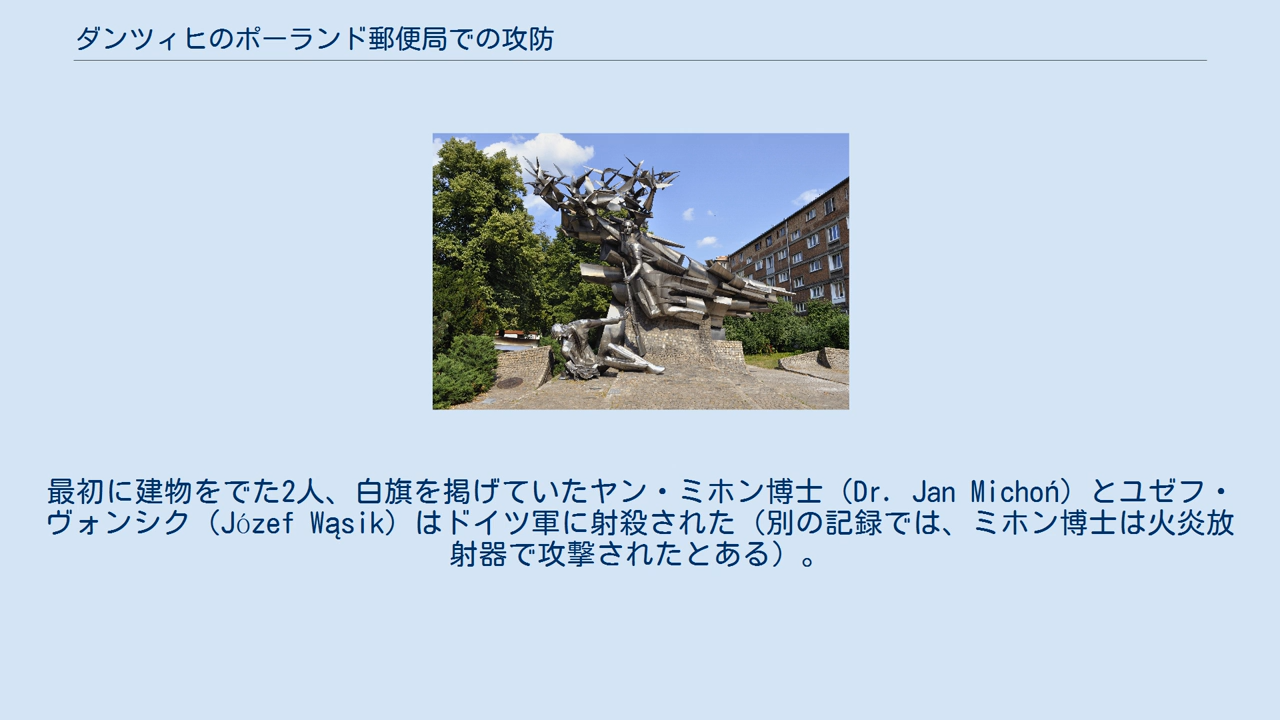 ダンツィヒのポーランド郵便局での攻防
最初に建物をでた2人、白旗を掲げていたヤン・ミホン博士（Dr. Jan Michoń）とユゼフ・
ヴォンシク（Józef Wąsik）はドイツ軍に射殺された（別の記録では、ミホン博士は火炎放
射器で攻撃されたとある）。